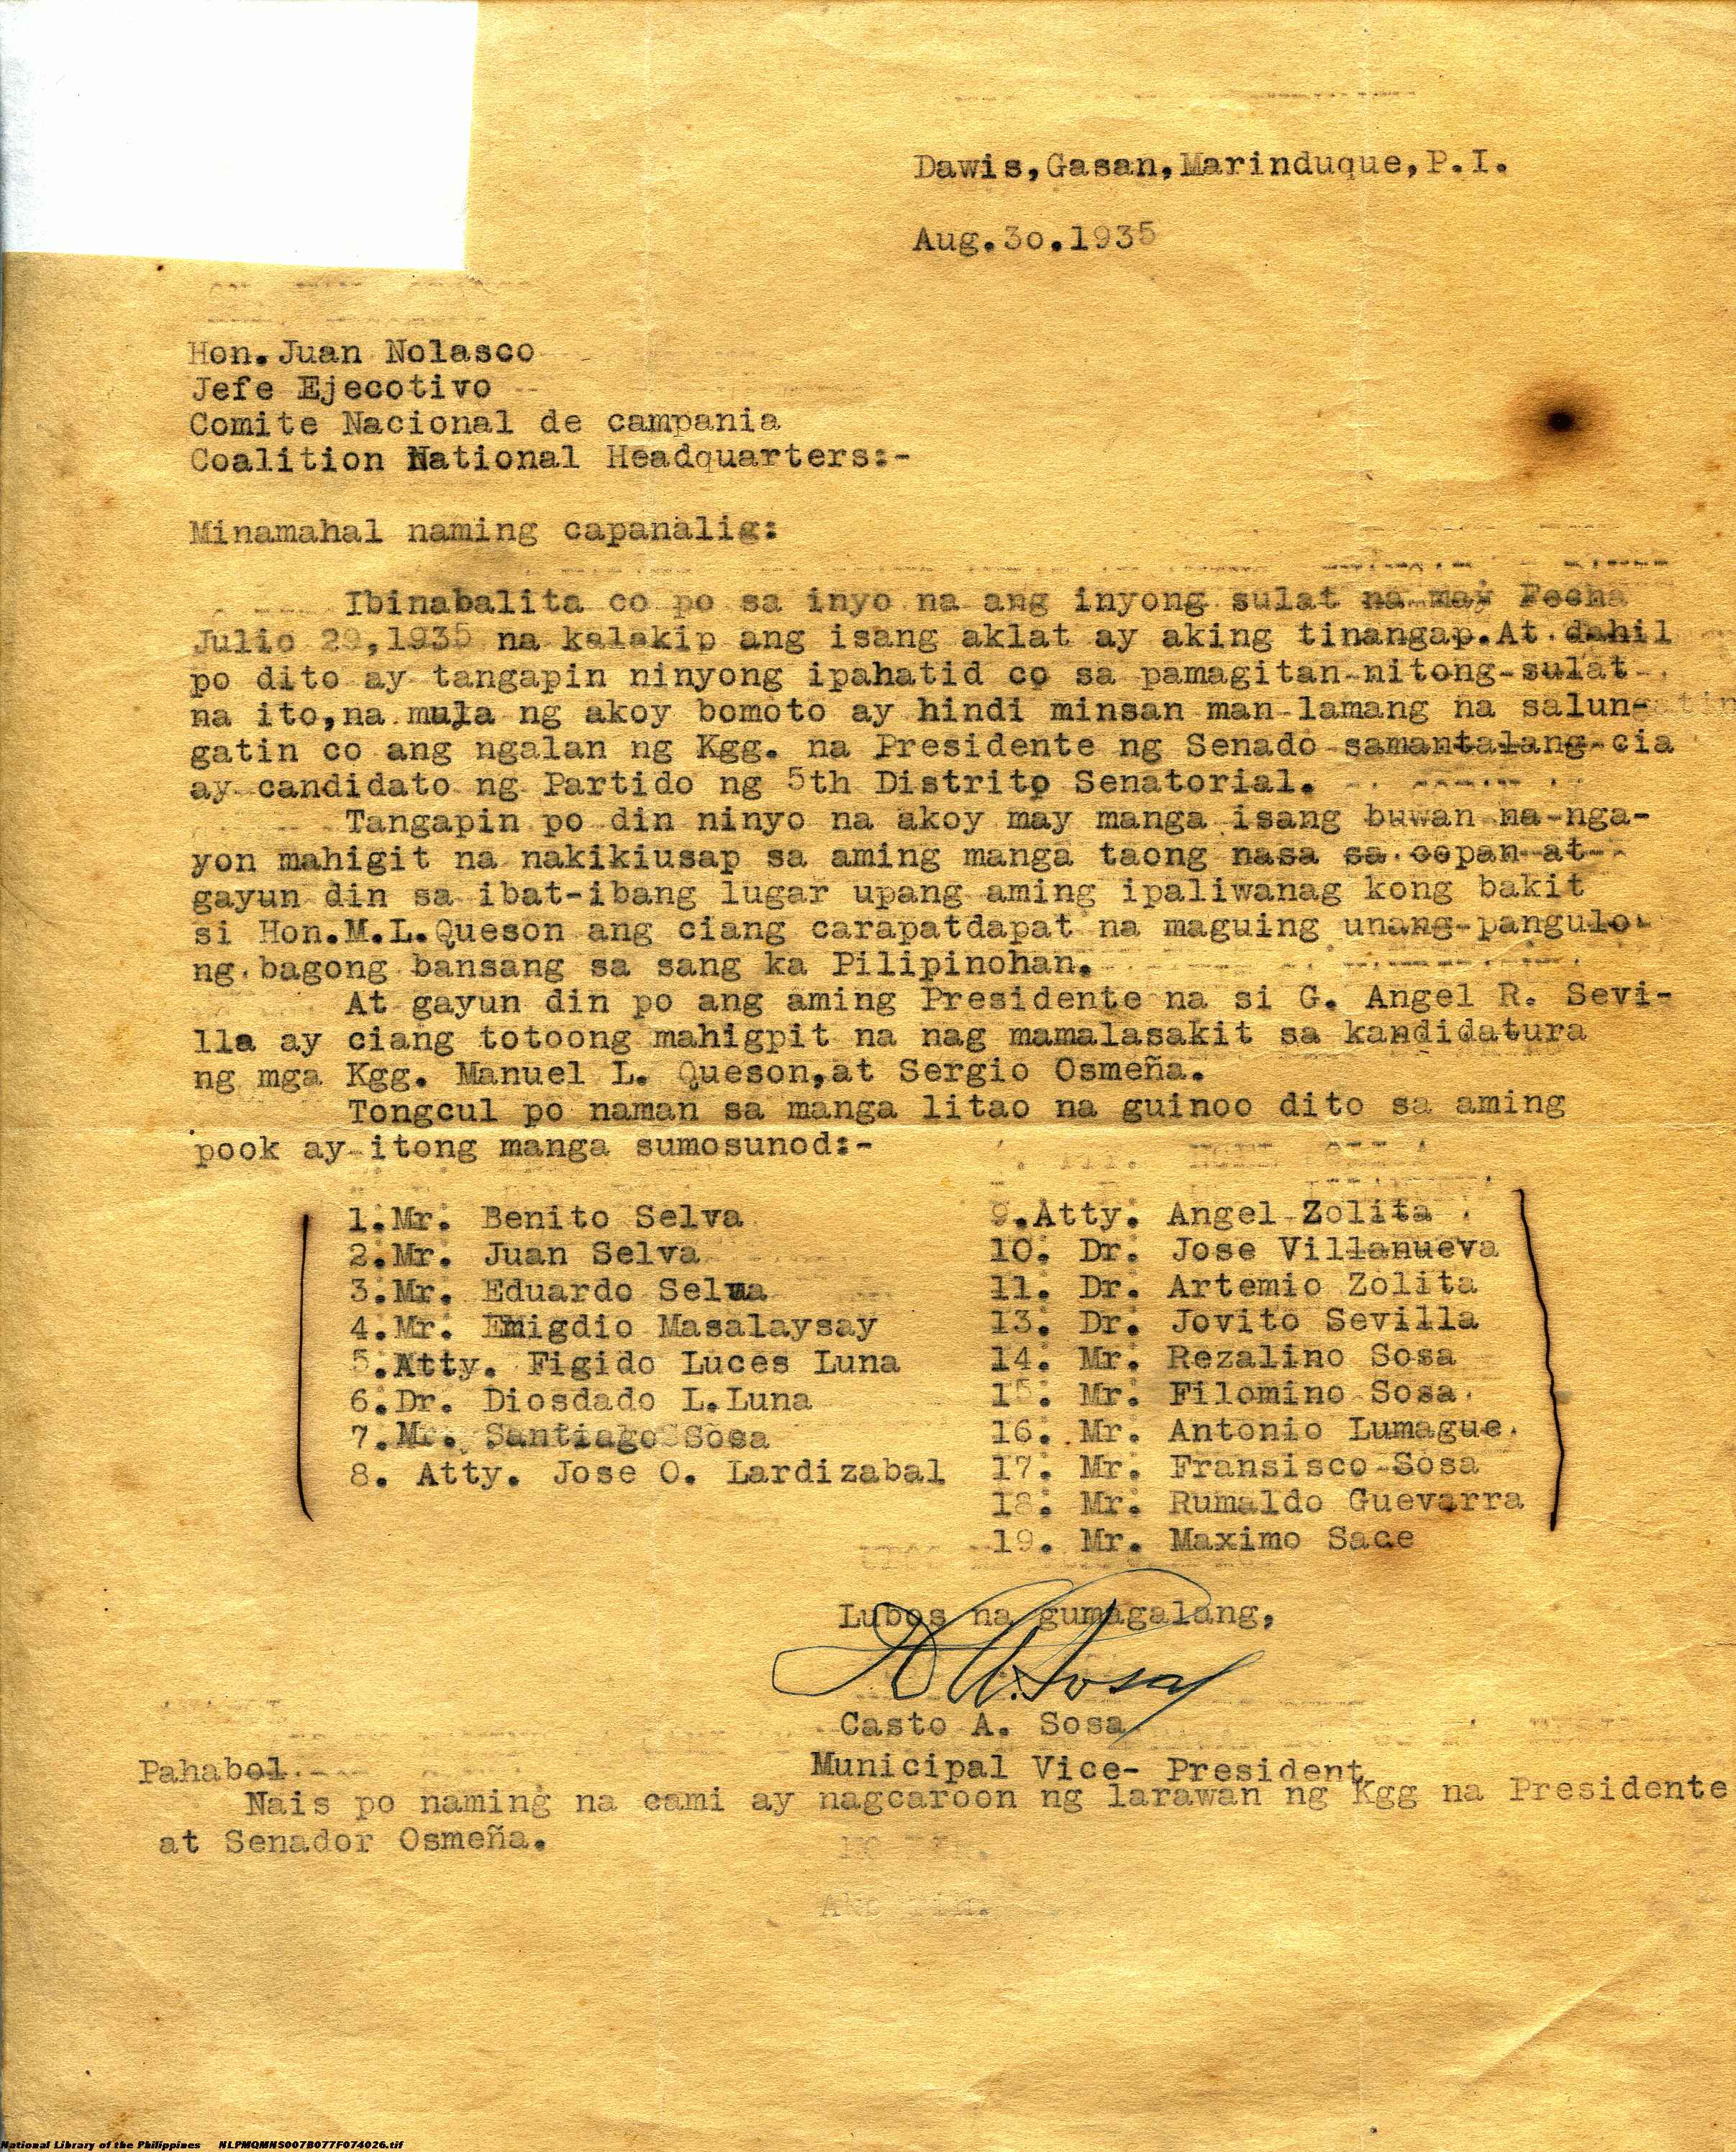 Dawis,Gasan,Marinduque,P.I.
Aug.30.1935
Hon.Juan Nolasco
Jefe Ejecotivo
Comite Nacional de campania
Coalition National Headquarters:-
Minamahal naming capanalig:
Ibinabalita co po sa inyo na ang inyong sulat na may Fecha
Julio 29,1935 na kalakip ang isang aklat ay aking tinangap.At dahil
po dito ay tangapin ninyong ipahatid co sa pamagitan-nitong-sulat-
na ito,na mula ng akoy bomoto ay hindi minsan man-lamang na salun-
gatin co ang ngalan ng Kgg. na Presidente ng Senado samantalang cia
ay candidato ng Partido ng 5th Distrito Senatorial.
Tangapin po din ninyo na akoy may manga isang buwan na nga-
yon mahigit na nakikiusap sa aming manga taong nasa sa copan at
gayun din sa ibat-ibang lugar upang aming ipaliwanag kong bakit
si Hon.M.L.Queson ang ciang carapatdapat na maguing unang pangulo
ng bagong bansang sa sang ka Pilipinohan.
At gayun din po ang aming Presidente na si G. Angel R. Sevi-
lla ay ciang totoong mahigpit na nag mamalasakit sa kandidatura
ng mga Kgg. Manuel L. Queson,at Sergio Osmeña.
Tongcul po naman sa manga litao na guinoo dito sa aming
pook ay itong manga sumosunod:-
1.Mr. Benito Selva
2.Mr. Juan Selva
3.Mr. Eduardo Selva
4.Mr. Emigdio Masalaysay
5.Atty. Figido Luces Luna
6.Dr. Diosdado L.Luna
7.Mr. Santiago Sosa
8. Atty. Jose O. Lardizabal
9.Atty. Angel Zolita
10. Dr. Jose Villanueva
11. Dr. Artemio Zolita
13. Dr. Jovito Sevilla
14. Mr. Rezalino Sosa
15. Mr. Filomino Sosa
16. Mr. Antonio Lumague.
17. Mr. Fransisco Sosa
18. Mr. Rumaldo Guevarra
19. Mr. Maximo Sace
Lubos na gumagalang,
A. Sosa
Casto A. Sosa
Municipal Vice- President
Pahabol.-
Nais po naming na cami ay nagcaroon ng larawan ng Kgg na Presidente
at Senador Osmeña.
National Library of the Philippines NLPMQMNS007B077F074026.tif